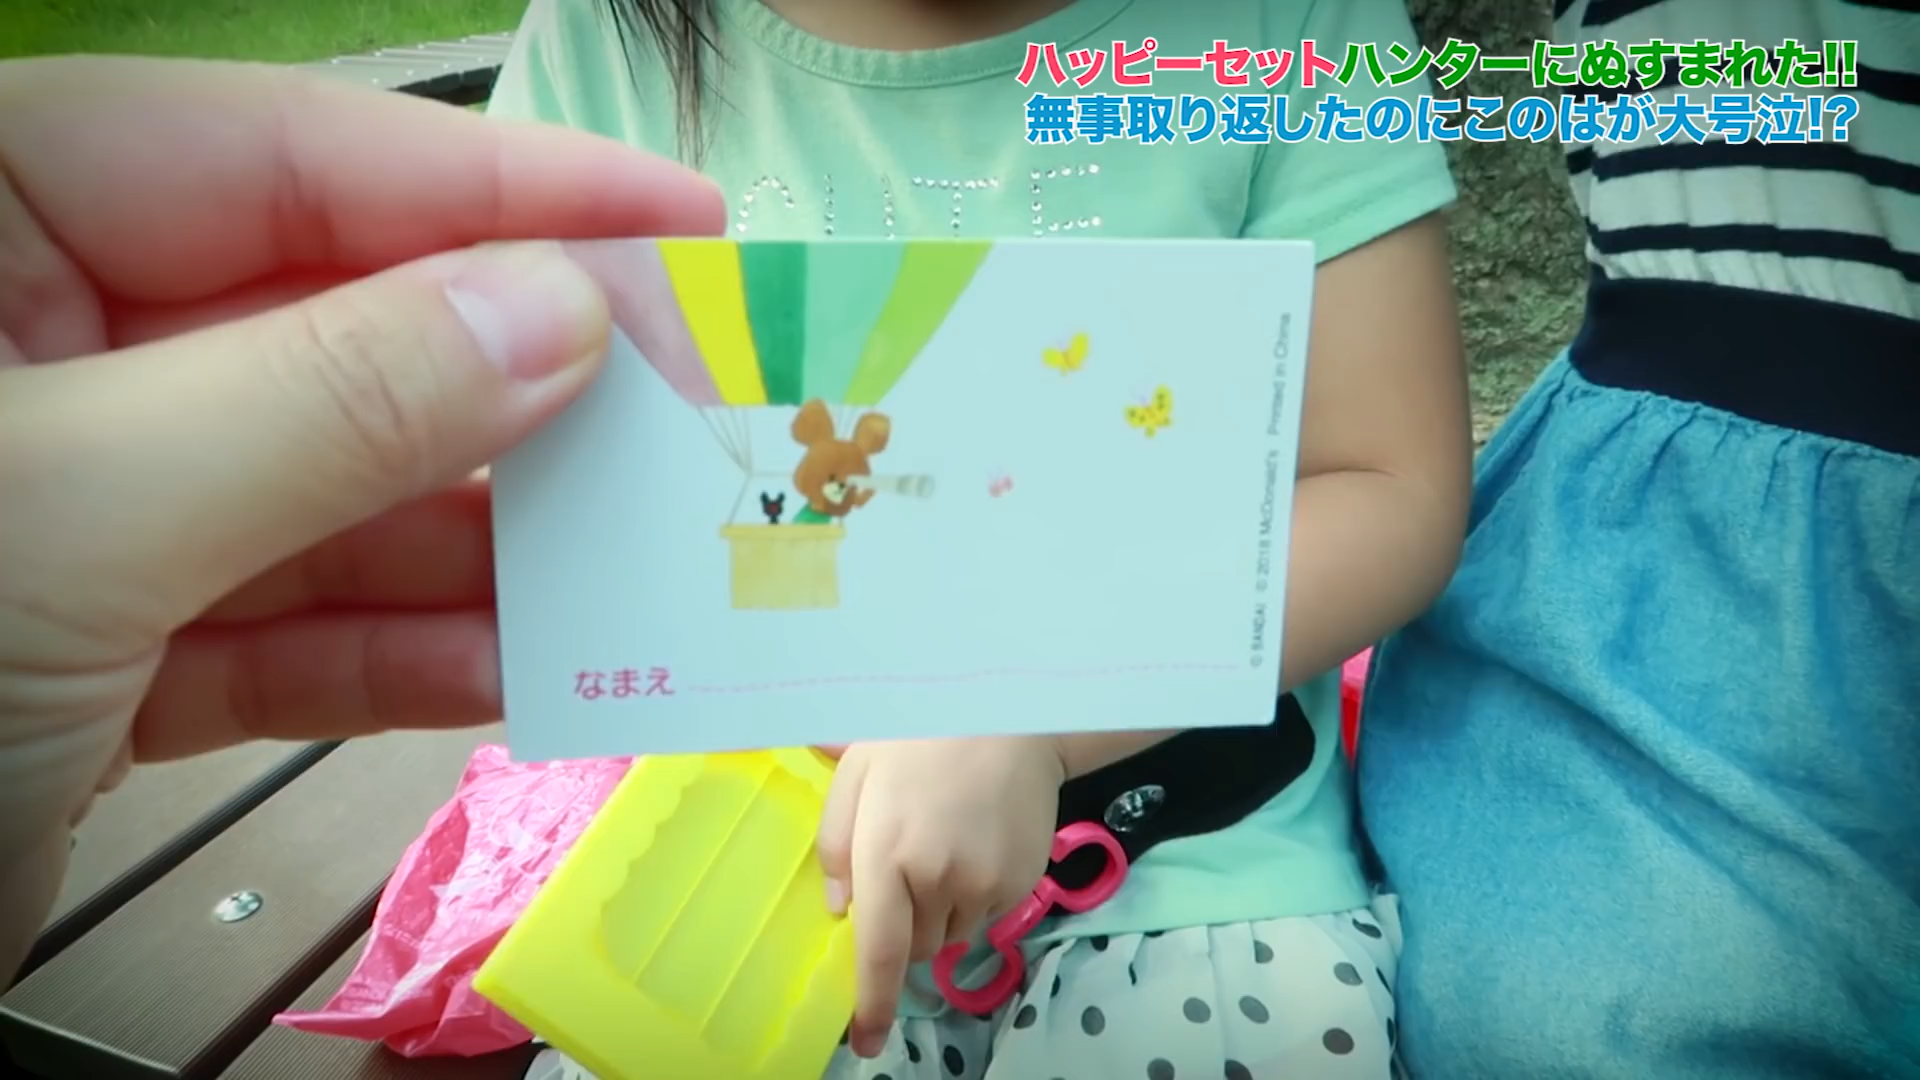 ハッピーセットハンターにぬすまれた!!
無事取り返したのにこのはが大号泣!?
CUTE
© BANDAI © 2018 McDonald's Printed in China
なまえ